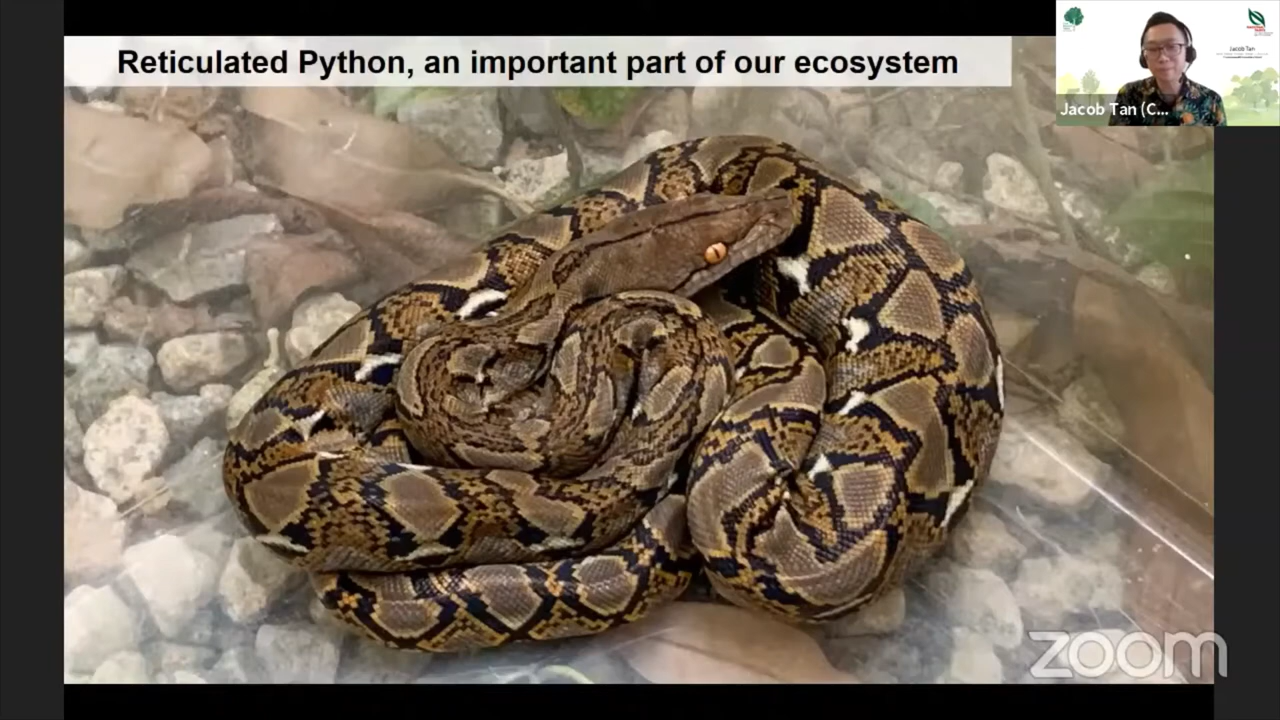 Reticulated Python, an important part of our ecosystem
Jacob Tan
Jacob Tan (C...
zoom